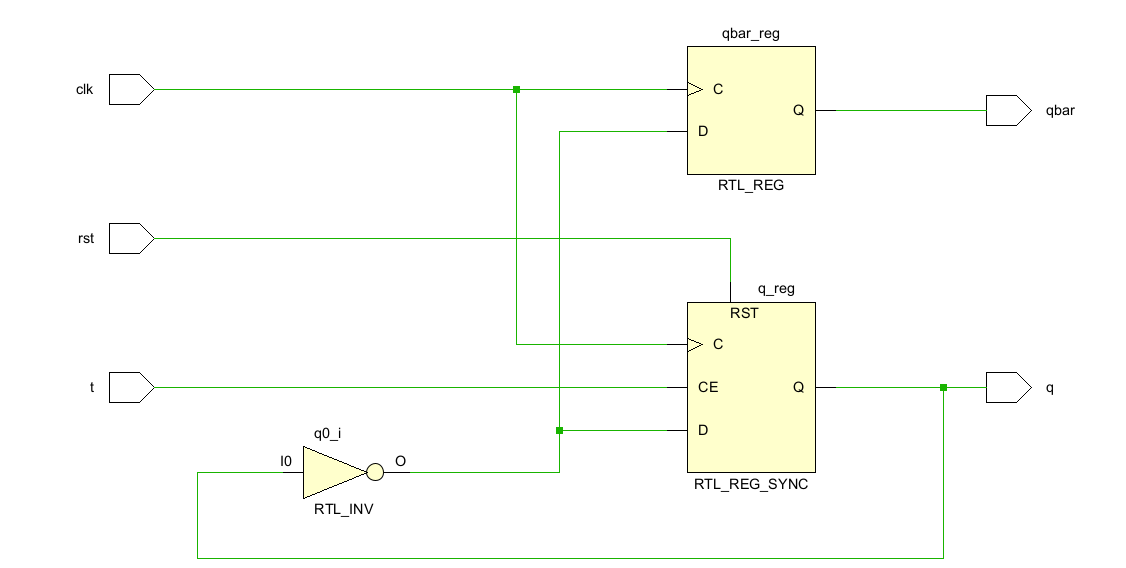 qbar_reg
clk
C
Q
qbar
D
RTL_REG
rst
q_reg
RST
C
t
CE
Q
q
D
q0_i
I0
O
RTL_REG_SYNC
RTL_INV